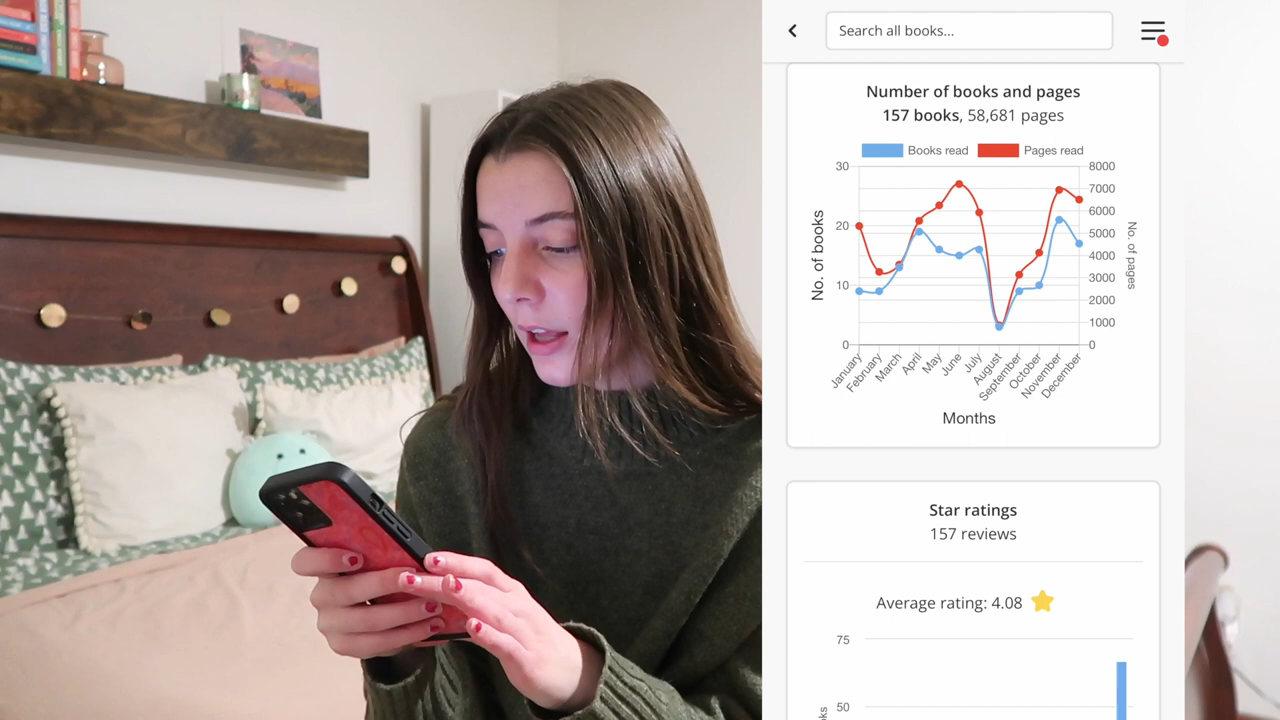 Search all books...
Number of books and pages
157 books, 58,681 pages
Books read Pages read
30 8000
7000
6000
20 5000
4000
10 3000
2000
1000
0 0
No. of books
No. of pages
January February March April May June July August September October November December
Months
Star ratings
157 reviews
Average rating: 4.08
75
50